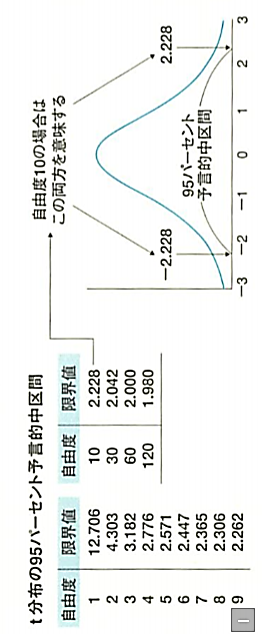 t分布の95パーセント予言的中区間
自由度 限界値 自由度 限界値
1 12.706 10 2.228
2 4.303 30 2.042
3 3.182 60 2.000
4 2.776 120 1.980
5 2.571
6 2.447
7 2.365
8 2.306
9 2.262
自由度10の場合は
この両方を意味する
−2.228 2.228
95パーセント
予言的中区間
−3 −2 −1 0 1 2 3